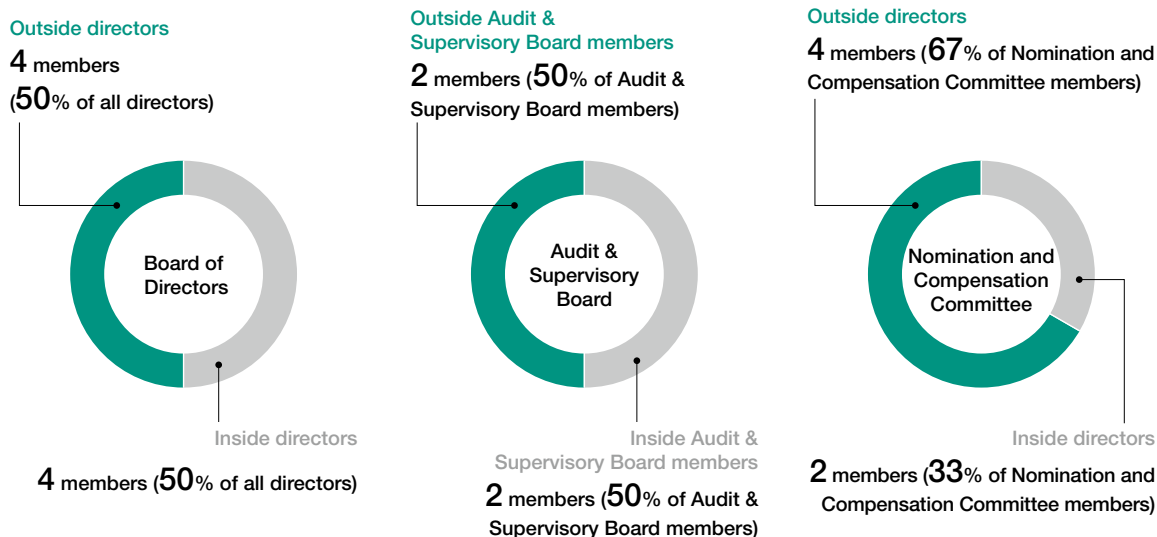 Outside directors
4 members
(50% of all directors)
Board of
Directors
Inside directors
4 members (50% of all directors)
Outside Audit &
Supervisory Board members
2 members (50% of Audit &
Supervisory Board members)
Audit &
Supervisory
Board
Inside Audit &
Supervisory Board members
2 members (50% of Audit &
Supervisory Board members)
Outside directors
4 members (67% of Nomination and
Compensation Committee members)
Nomination and
Compensation
Committee
Inside directors
2 members (33% of Nomination and
Compensation Committee members)